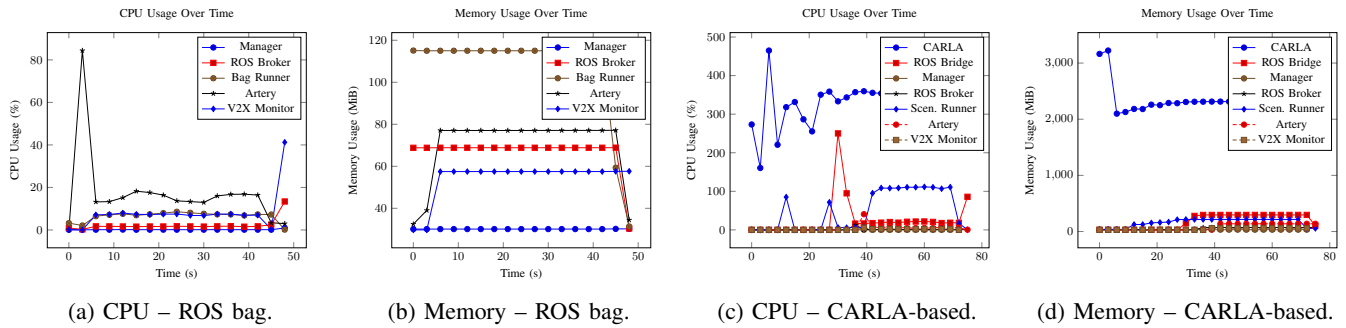 CPU Usage Over Time
CPU Usage (%)
80
60
40
20
0
0 10 20 30 40 50
Time (s)
Manager
ROS Broker
Bag Runner
Artery
V2X Monitor
(a) CPU – ROS bag.
Memory Usage Over Time
Memory Usage (MiB)
120
100
80
60
40
0 10 20 30 40 50
Time (s)
Manager
ROS Broker
Bag Runner
Artery
V2X Monitor
(b) Memory – ROS bag.
CPU Usage Over Time
CPU Usage (%)
500
400
300
200
100
0
0 20 40 60 80
Time (s)
CARLA
ROS Bridge
Manager
ROS Broker
Scen. Runner
Artery
V2X Monitor
(c) CPU – CARLA-based.
Memory Usage Over Time
Memory Usage (MiB)
3,000
2,000
1,000
0
0 20 40 60 80
Time (s)
CARLA
ROS Bridge
Manager
ROS Broker
Scen. Runner
Artery
V2X Monitor
(d) Memory – CARLA-based.